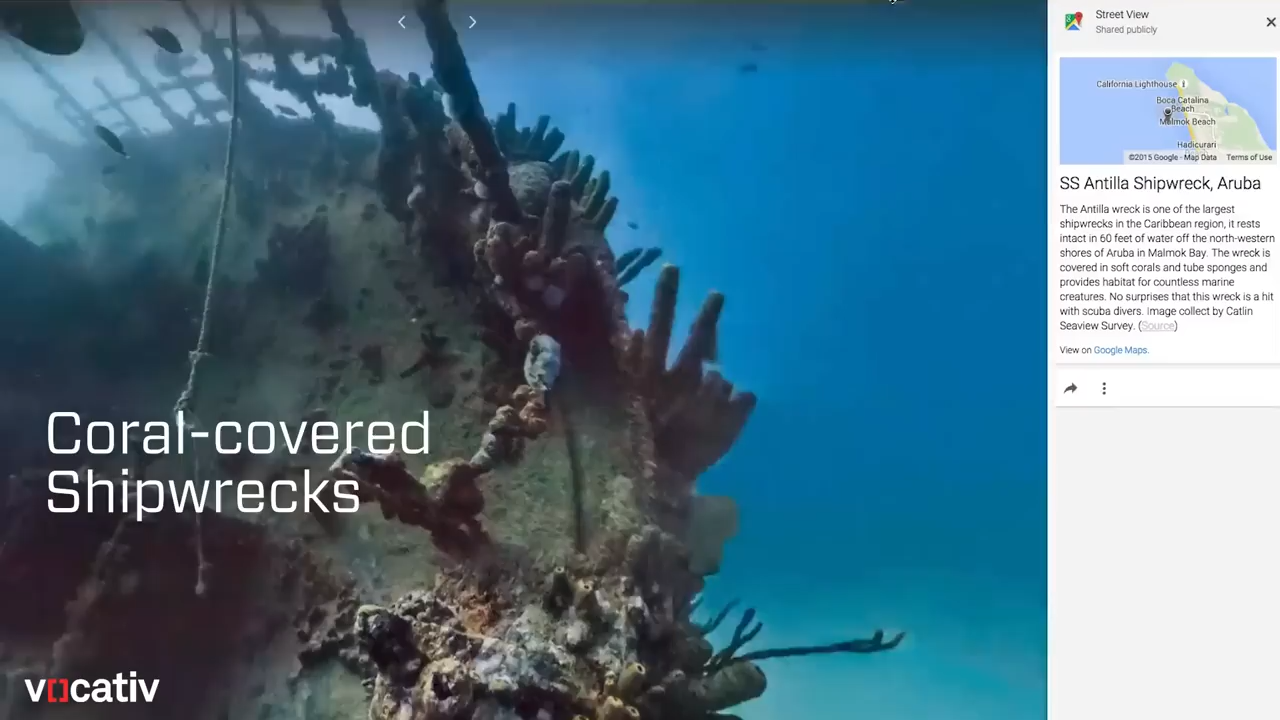 Street View
Shared publicly
California Lighthouse
Boca Catalina
Beach
Malmok Beach
Hadicurari
©2015 Google - Map Data
Terms of Use
SS Antilla Shipwreck, Aruba
The Antilla wreck is one of the largest
shipwrecks in the Caribbean region, it rests
intact in 60 feet of water off the north-western
shores of Aruba in Malmok Bay. The wreck is
covered in soft corals and tube sponges and
provides habitat for countless marine
creatures. No surprises that this wreck is a hit
with scuba divers. Image collect by Catlin
Seaview Survey. (Source)
View on Google Maps.
Coral-covered
Shipwrecks
vocativ